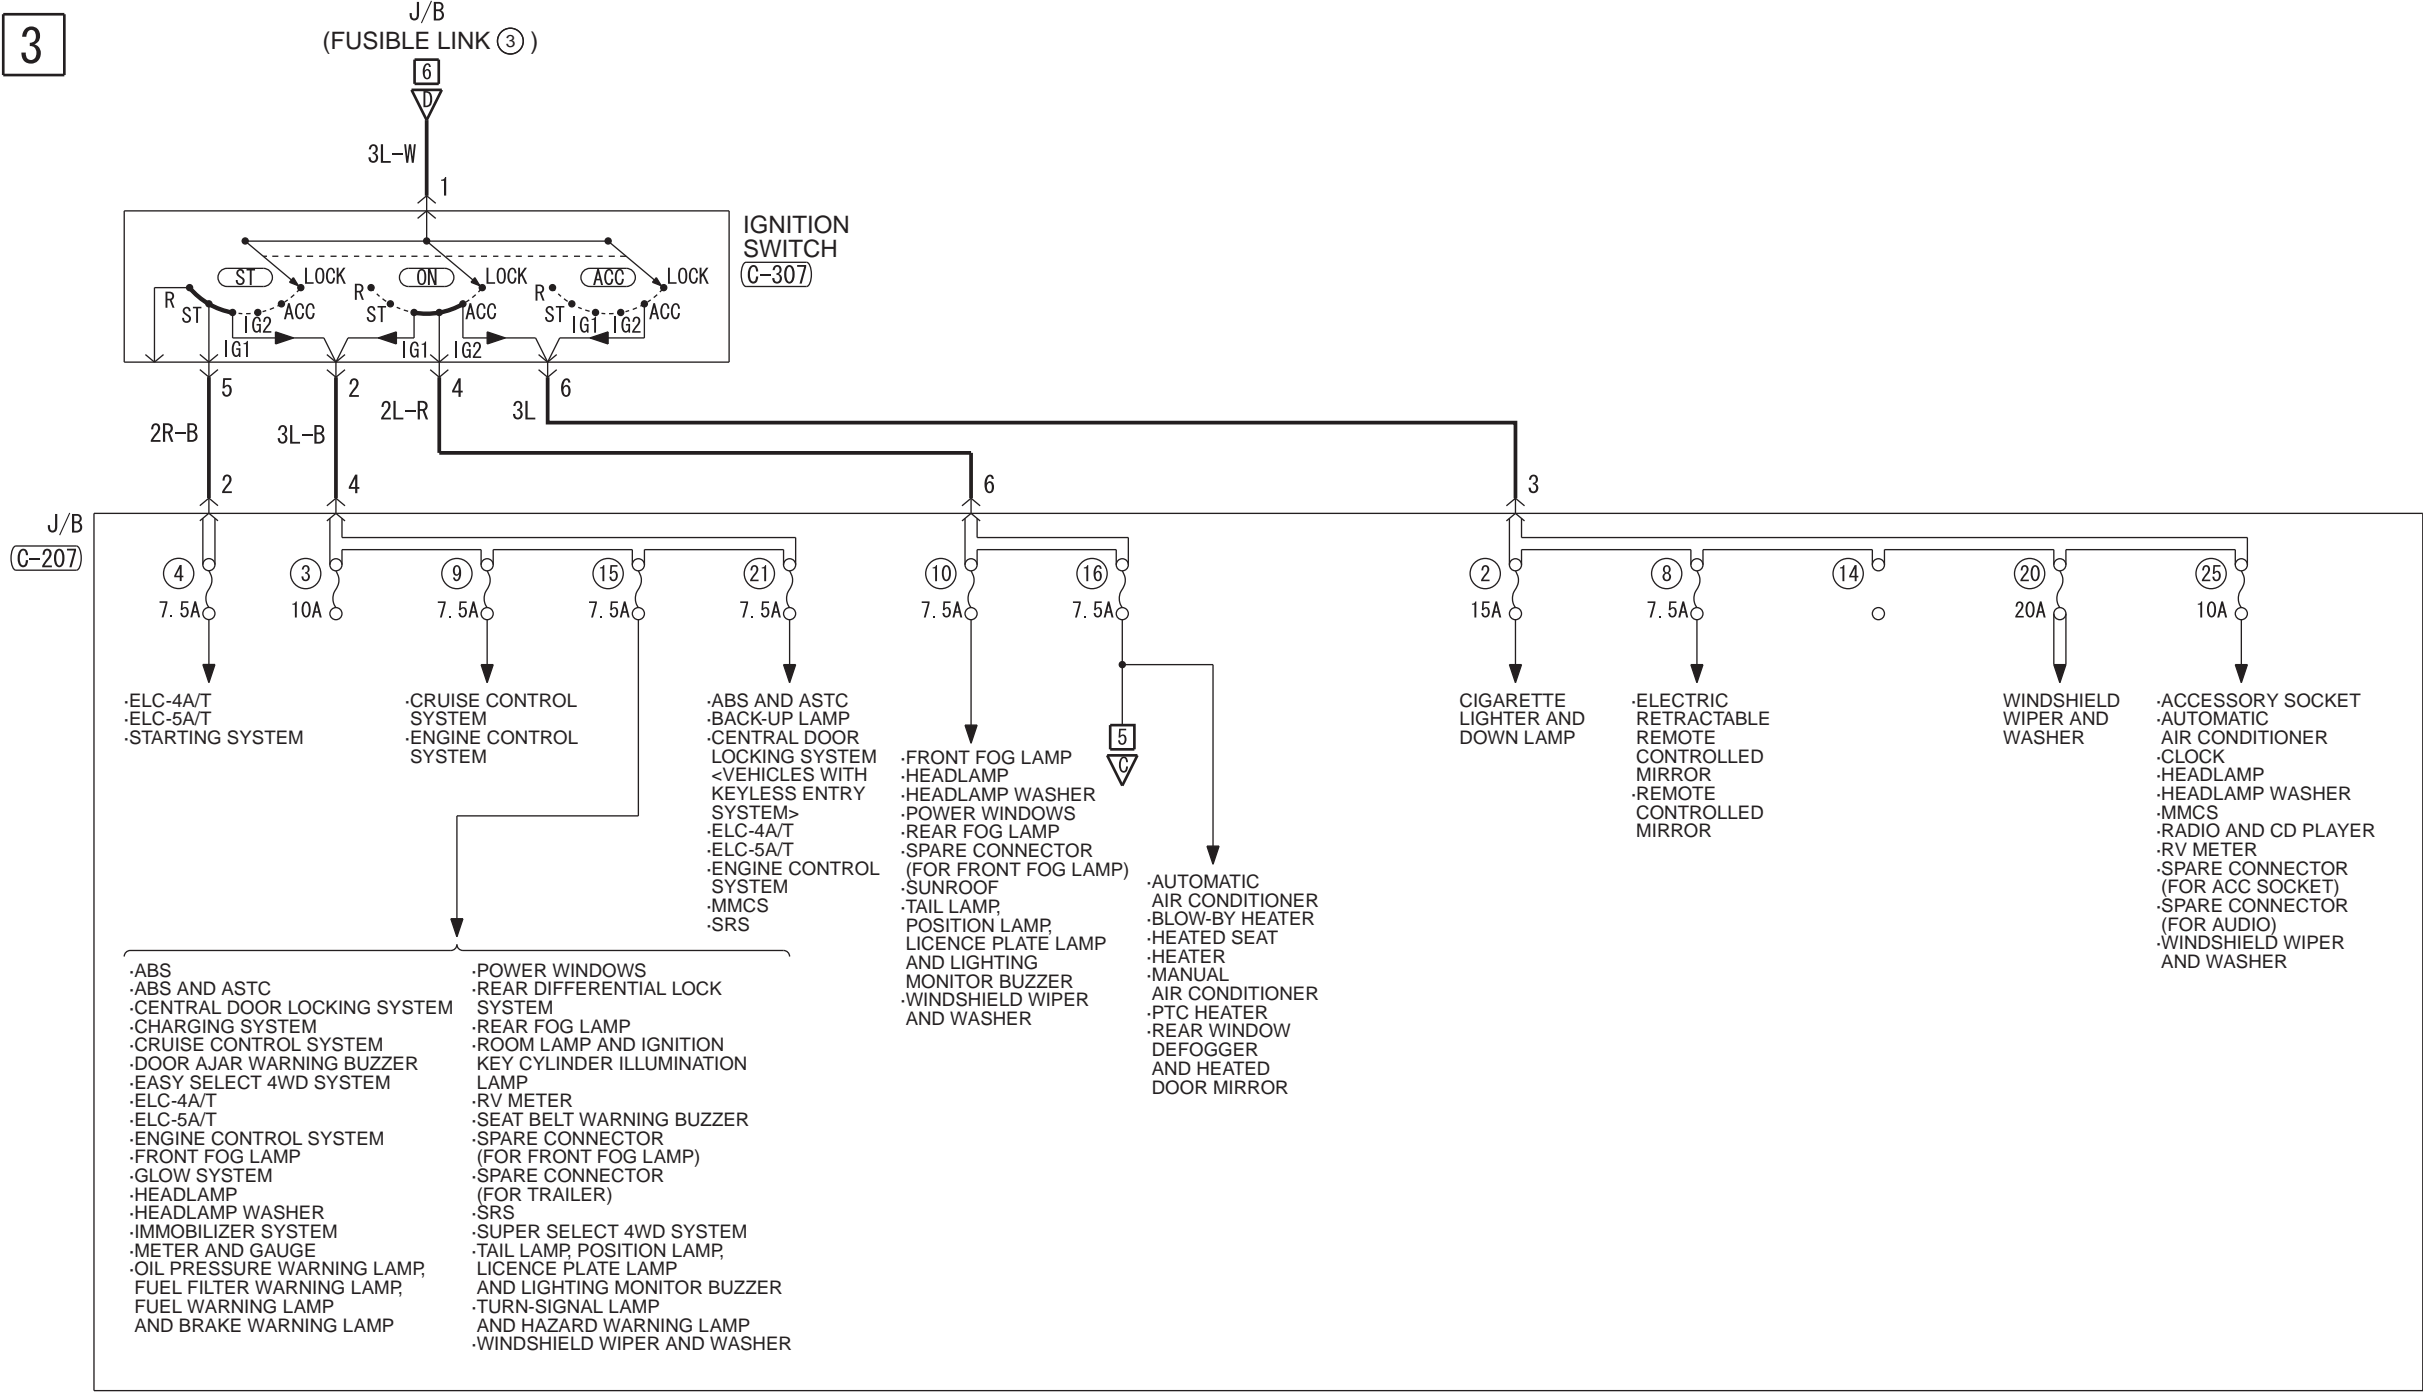 3
J/B
(FUSIBLE LINK 3 )
6
D
3L-W
1
IGNITION
SWITCH
C-307
ST
LOCK
ON
LOCK
ACC
LOCK
R
ST
IG1
IG2
ACC
R
ST
IG1
IG2
ACC
R
ST
IG1
IG2
ACC
5
2
4
6
2R-B
3L-B
2L-R
3L
2
4
6
3
J/B
C-207
4
7.5A
3
10A
9
7.5A
15
7.5A
21
7.5A
10
7.5A
16
7.5A
2
15A
8
7.5A
14
20
20A
25
10A
·ELC-4A/T
·ELC-5A/T
·STARTING SYSTEM
·CRUISE CONTROL
SYSTEM
·ENGINE CONTROL
SYSTEM
·ABS AND ASTC
·BACK-UP LAMP
·CENTRAL DOOR
LOCKING SYSTEM
<VEHICLES WITH
KEYLESS ENTRY
SYSTEM>
·ELC-4A/T
·ELC-5A/T
·ENGINE CONTROL
SYSTEM
·MMCS
·SRS
·FRONT FOG LAMP
·HEADLAMP
·HEADLAMP WASHER
·POWER WINDOWS
·REAR FOG LAMP
·SPARE CONNECTOR
(FOR FRONT FOG LAMP)
·SUNROOF
·TAIL LAMP,
POSITION LAMP,
LICENCE PLATE LAMP
AND LIGHTING
MONITOR BUZZER
·WINDSHIELD WIPER
AND WASHER
5
C
·AUTOMATIC
AIR CONDITIONER
·BLOW-BY HEATER
·HEATED SEAT
·HEATER
·MANUAL
AIR CONDITIONER
·PTC HEATER
·REAR WINDOW
DEFOGGER
AND HEATED
DOOR MIRROR
CIGARETTE
LIGHTER AND
DOWN LAMP
·ELECTRIC
RETRACTABLE
REMOTE
CONTROLLED
MIRROR
·REMOTE
CONTROLLED
MIRROR
WINDSHIELD
WIPER AND
WASHER
·ACCESSORY SOCKET
·AUTOMATIC
AIR CONDITIONER
·CLOCK
·HEADLAMP
·HEADLAMP WASHER
·MMCS
·RADIO AND CD PLAYER
·RV METER
·SPARE CONNECTOR
(FOR ACC SOCKET)
·SPARE CONNECTOR
(FOR AUDIO)
·WINDSHIELD WIPER
AND WASHER
·ABS
·ABS AND ASTC
·CENTRAL DOOR LOCKING SYSTEM
·CHARGING SYSTEM
·CRUISE CONTROL SYSTEM
·DOOR AJAR WARNING BUZZER
·EASY SELECT 4WD SYSTEM
·ELC-4A/T
·ELC-5A/T
·ENGINE CONTROL SYSTEM
·FRONT FOG LAMP
·GLOW SYSTEM
·HEADLAMP
·HEADLAMP WASHER
·IMMOBILIZER SYSTEM
·METER AND GAUGE
·OIL PRESSURE WARNING LAMP,
FUEL FILTER WARNING LAMP,
FUEL WARNING LAMP
AND BRAKE WARNING LAMP
·POWER WINDOWS
·REAR DIFFERENTIAL LOCK
SYSTEM
·REAR FOG LAMP
·ROOM LAMP AND IGNITION
KEY CYLINDER ILLUMINATION
LAMP
·RV METER
·SEAT BELT WARNING BUZZER
·SPARE CONNECTOR
(FOR FRONT FOG LAMP)
·SPARE CONNECTOR
(FOR TRAILER)
·SRS
·SUPER SELECT 4WD SYSTEM
·TAIL LAMP, POSITION LAMP,
LICENCE PLATE LAMP
AND LIGHTING MONITOR BUZZER
·TURN-SIGNAL LAMP
AND HAZARD WARNING LAMP
·WINDSHIELD WIPER AND WASHER